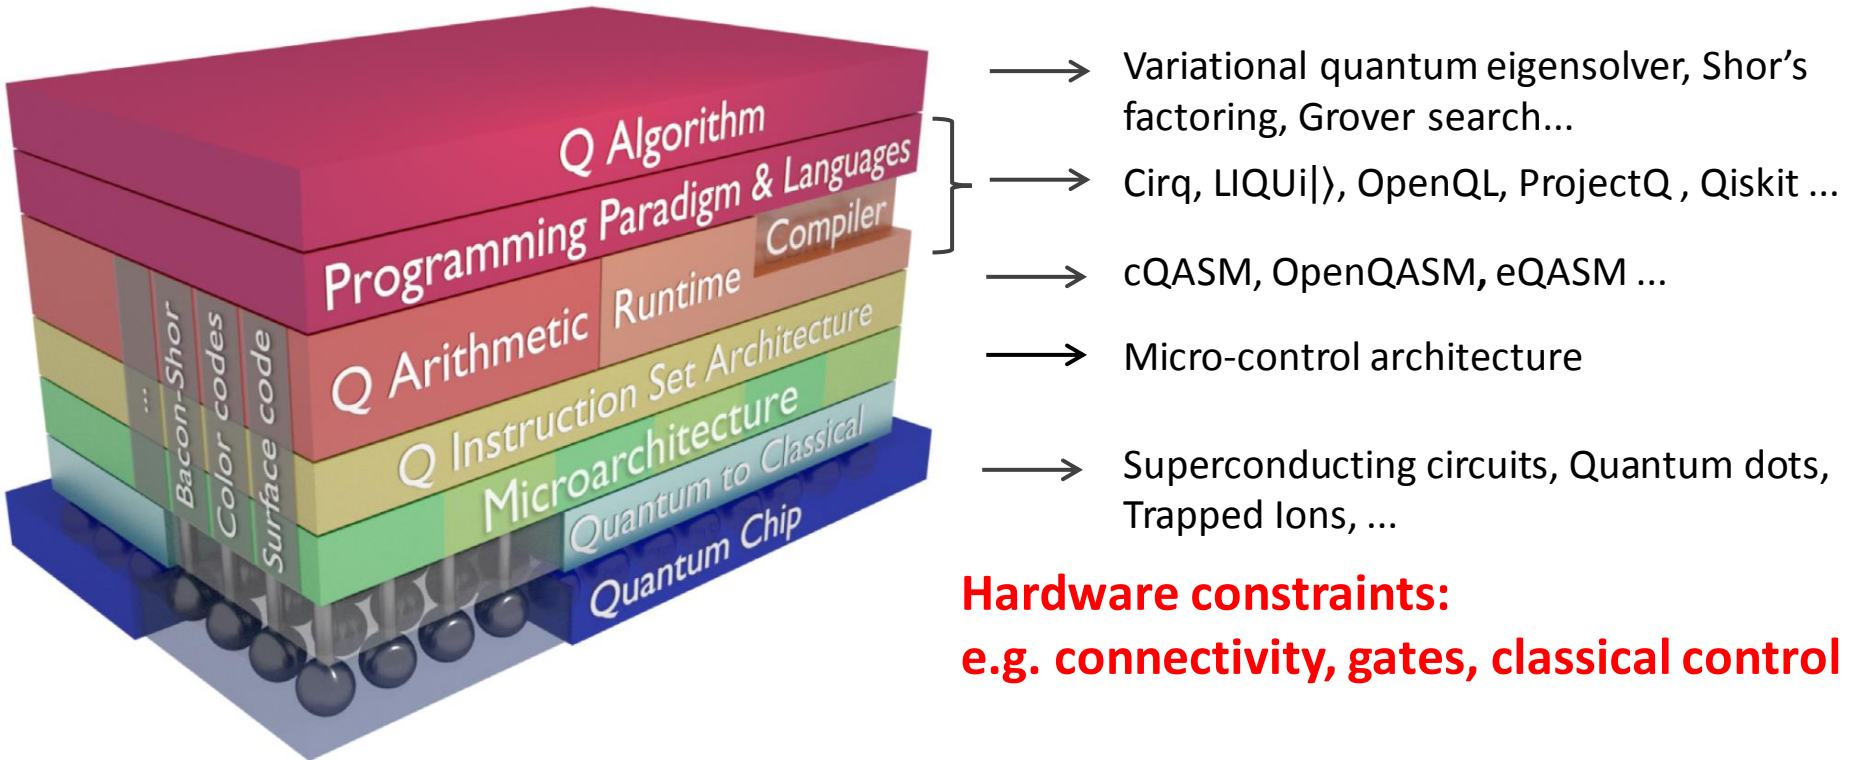 Q Algorithm
Programming Paradigm & Languages
Compiler
Q Arithmetic
Runtime
Q Instruction Set Architecture
Microarchitecture
Quantum to Classical
Quantum Chip
...
Bacon-Shor
Color codes
Surface code
Variational quantum eigensolver, Shor’s
factoring, Grover search...
Cirq, LIQUi|⟩, OpenQL, ProjectQ , Qiskit ...
cQASM, OpenQASM, eQASM ...
Micro-control architecture
Superconducting circuits, Quantum dots,
Trapped Ions, ...
Hardware constraints:
e.g. connectivity, gates, classical control